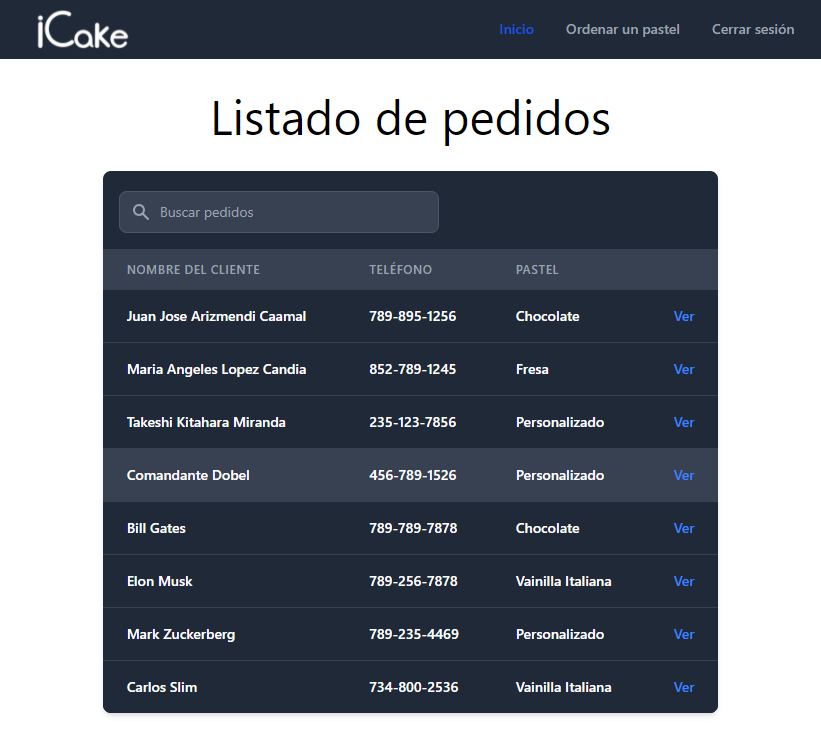 iCake Inicio Ordenar un pastel Cerrar sesión
Listado de pedidos
Buscar pedidos
NOMBRE DEL CLIENTE TELÉFONO PASTEL
Juan Jose Arizmendi Caamal 789-895-1256 Chocolate Ver
Maria Angeles Lopez Candia 852-789-1245 Fresa Ver
Takeshi Kitahara Miranda 235-123-7856 Personalizado Ver
Comandante Dobel 456-789-1526 Personalizado Ver
Bill Gates 789-789-7878 Chocolate Ver
Elon Musk 789-256-7878 Vainilla Italiana Ver
Mark Zuckerberg 789-235-4469 Personalizado Ver
Carlos Slim 734-800-2536 Vainilla Italiana Ver